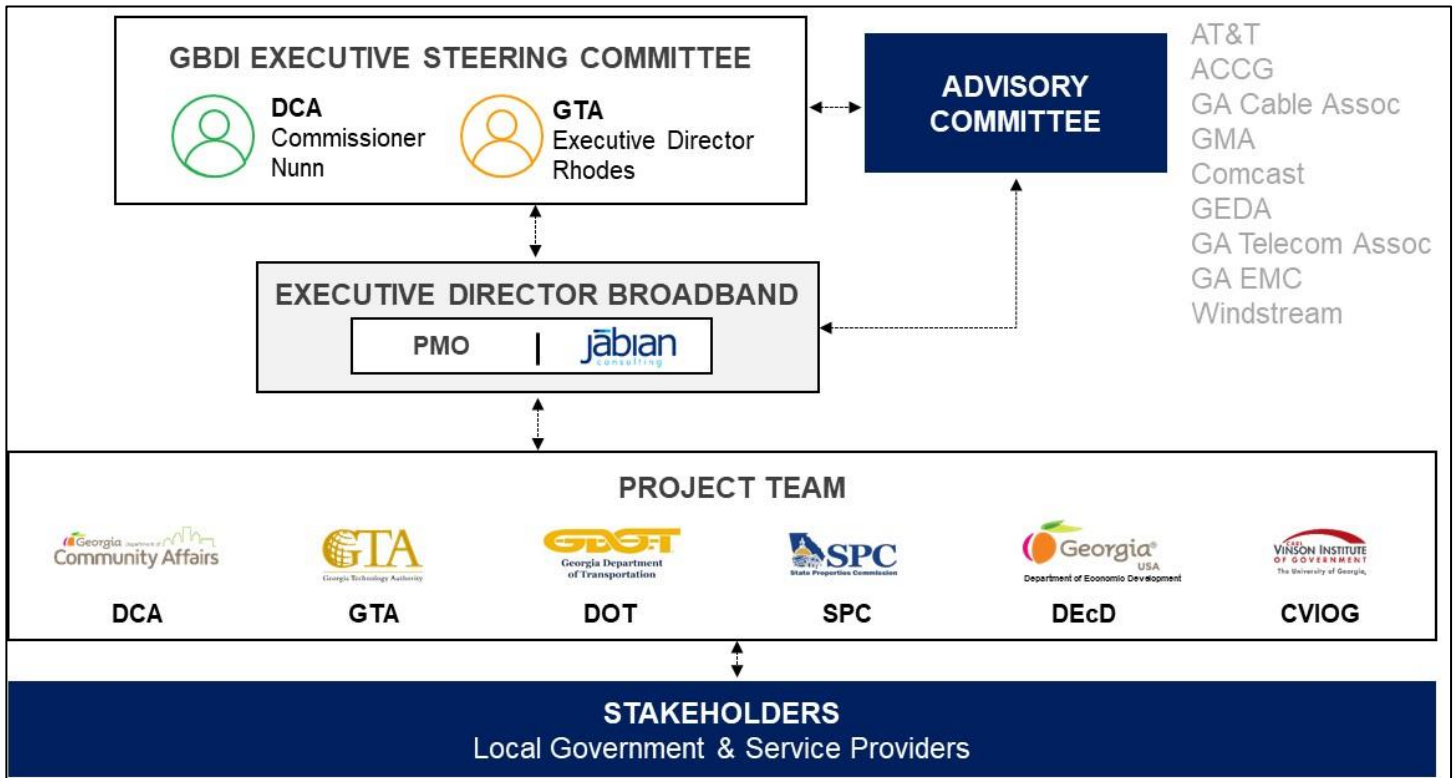 GBDI EXECUTIVE STEERING COMMITTEE
DCA
Commissioner
Nunn
GTA
Executive Director
Rhodes
ADVISORY
COMMITTEE
AT&T
ACCG
GA Cable Assoc
GMA
Comcast
GEDA
GA Telecom Assoc
GA EMC
Windstream
EXECUTIVE DIRECTOR BROADBAND
PMO
jabian
consulting
PROJECT TEAM
Georgia Department of
Community Affairs
GTA
Georgia Technology Authority
GDOT
Georgia Department
of Transportation
SPC
State Properties Commission
Georgia®
USA
Department of Economic Development
CARL
VINSON INSTITUTE
OF GOVERNMENT
The University of Georgia,
DCA
GTA
DOT
SPC
DEcD
CVIOG
STAKEHOLDERS
Local Government & Service Providers